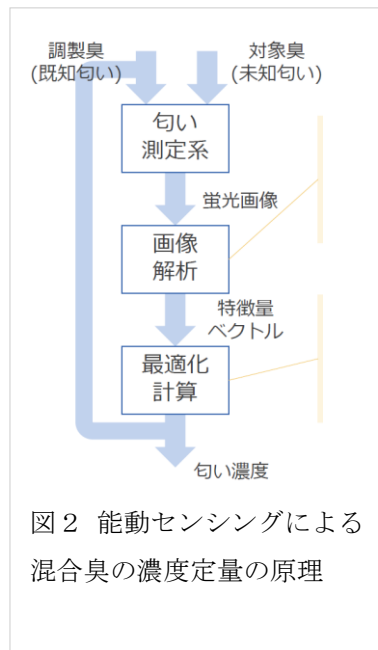 調製臭
(既知匂い)
対象臭
(未知匂い)
匂い
測定系
蛍光画像
画像
解析
特徴量
ベクトル
最適化
計算
匂い濃度
図２ 能動センシングによる
混合臭の濃度定量の原理